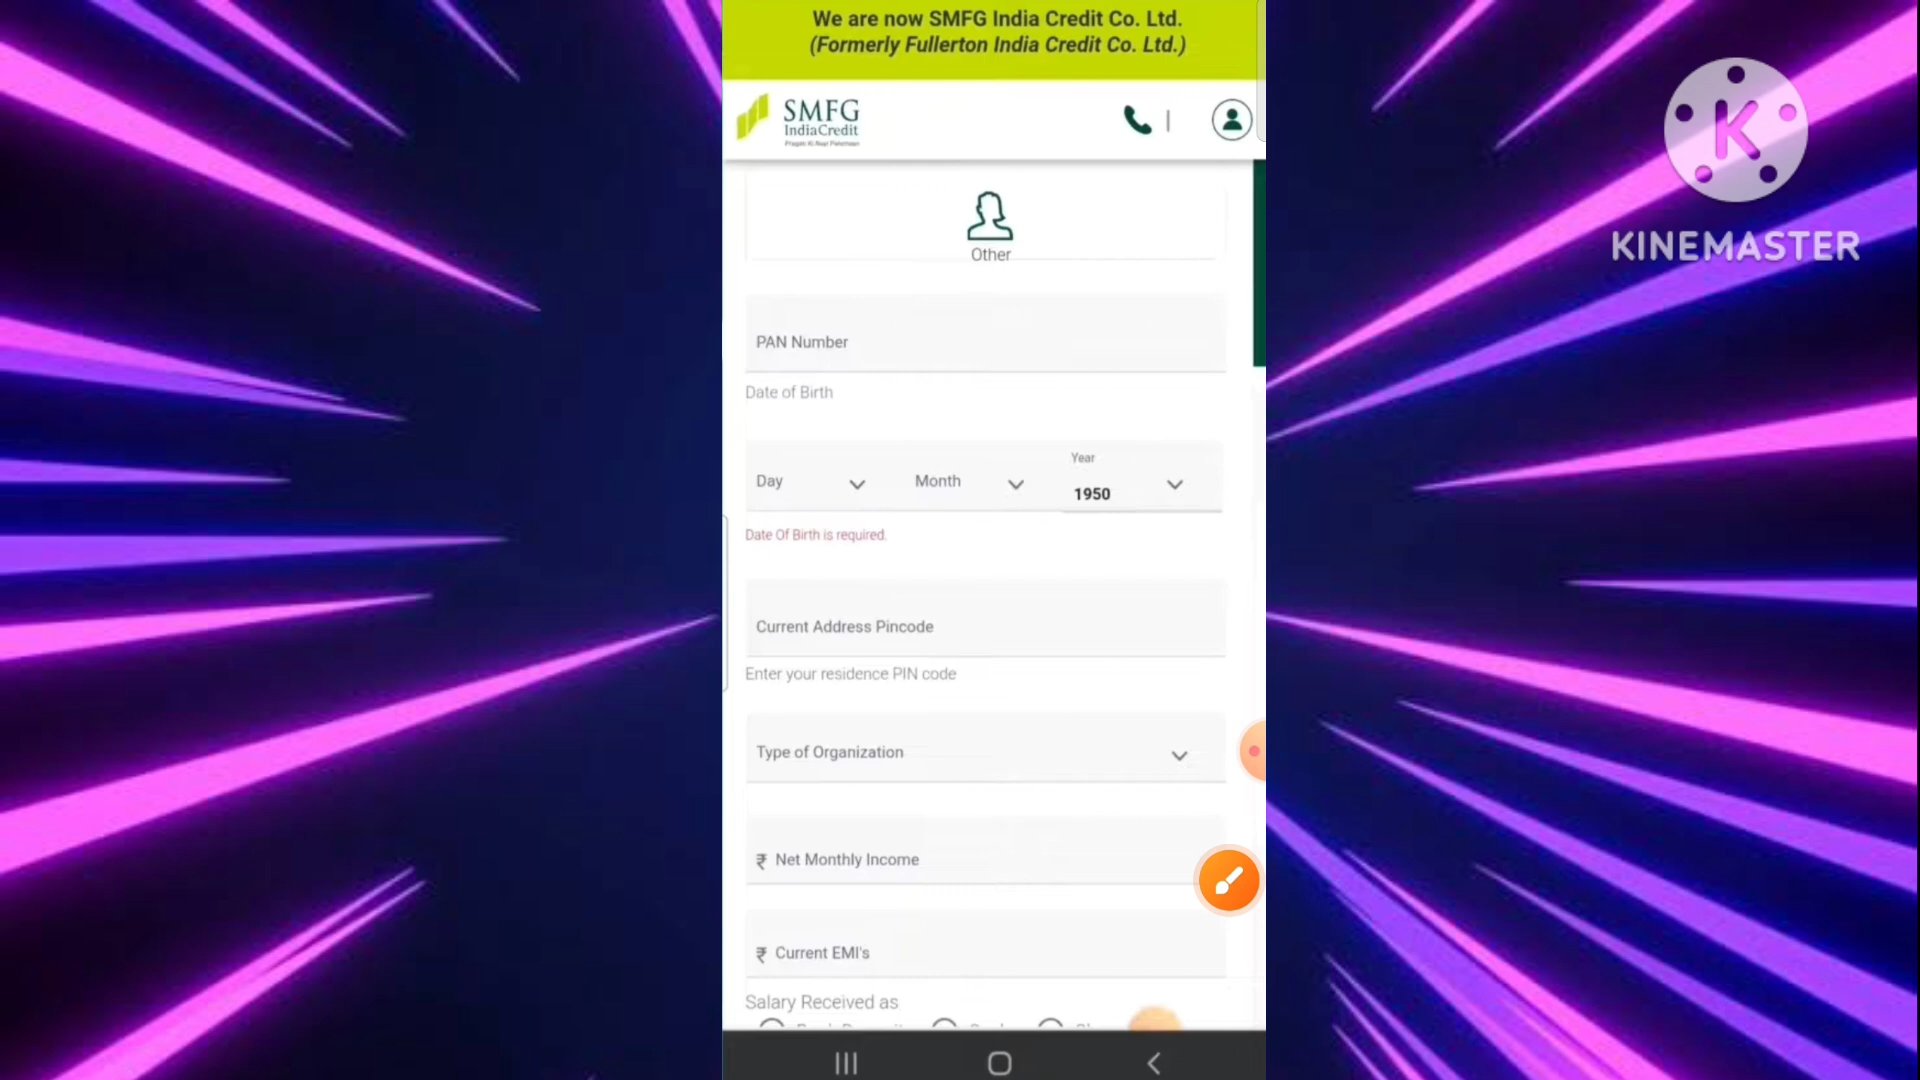 We are now SMFG India Credit Co. Ltd.
(Formerly Fullerton India Credit Co. Ltd.)
SMFG
IndiaCredit
K
KINEMASTER
Other
PAN Number
Date of Birth
Day
Month
Year
1950
Date Of Birth is required.
Current Address Pincode
Enter your residence PIN code
Type of Organization
₹ Net Monthly Income
₹ Current EMI's
Salary Received as